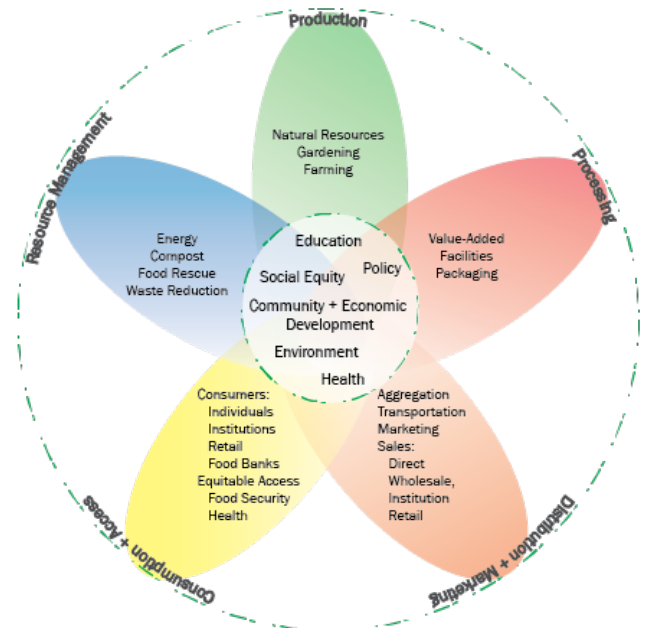 Production
Natural Resources
Gardening
Farming
Resource Management
Energy
Compost
Food Rescue
Waste Reduction
Processing
Value-Added
Facilities
Packaging
Education
Policy
Social Equity
Community + Economic
Development
Environment
Health
Consumers:
Individuals
Institutions
Retail
Food Banks
Equitable Access
Food Security
Health
Consumption + Access
Aggregation
Transportation
Marketing
Sales:
Direct
Wholesale,
Institution
Retail
Distribution + Marketing